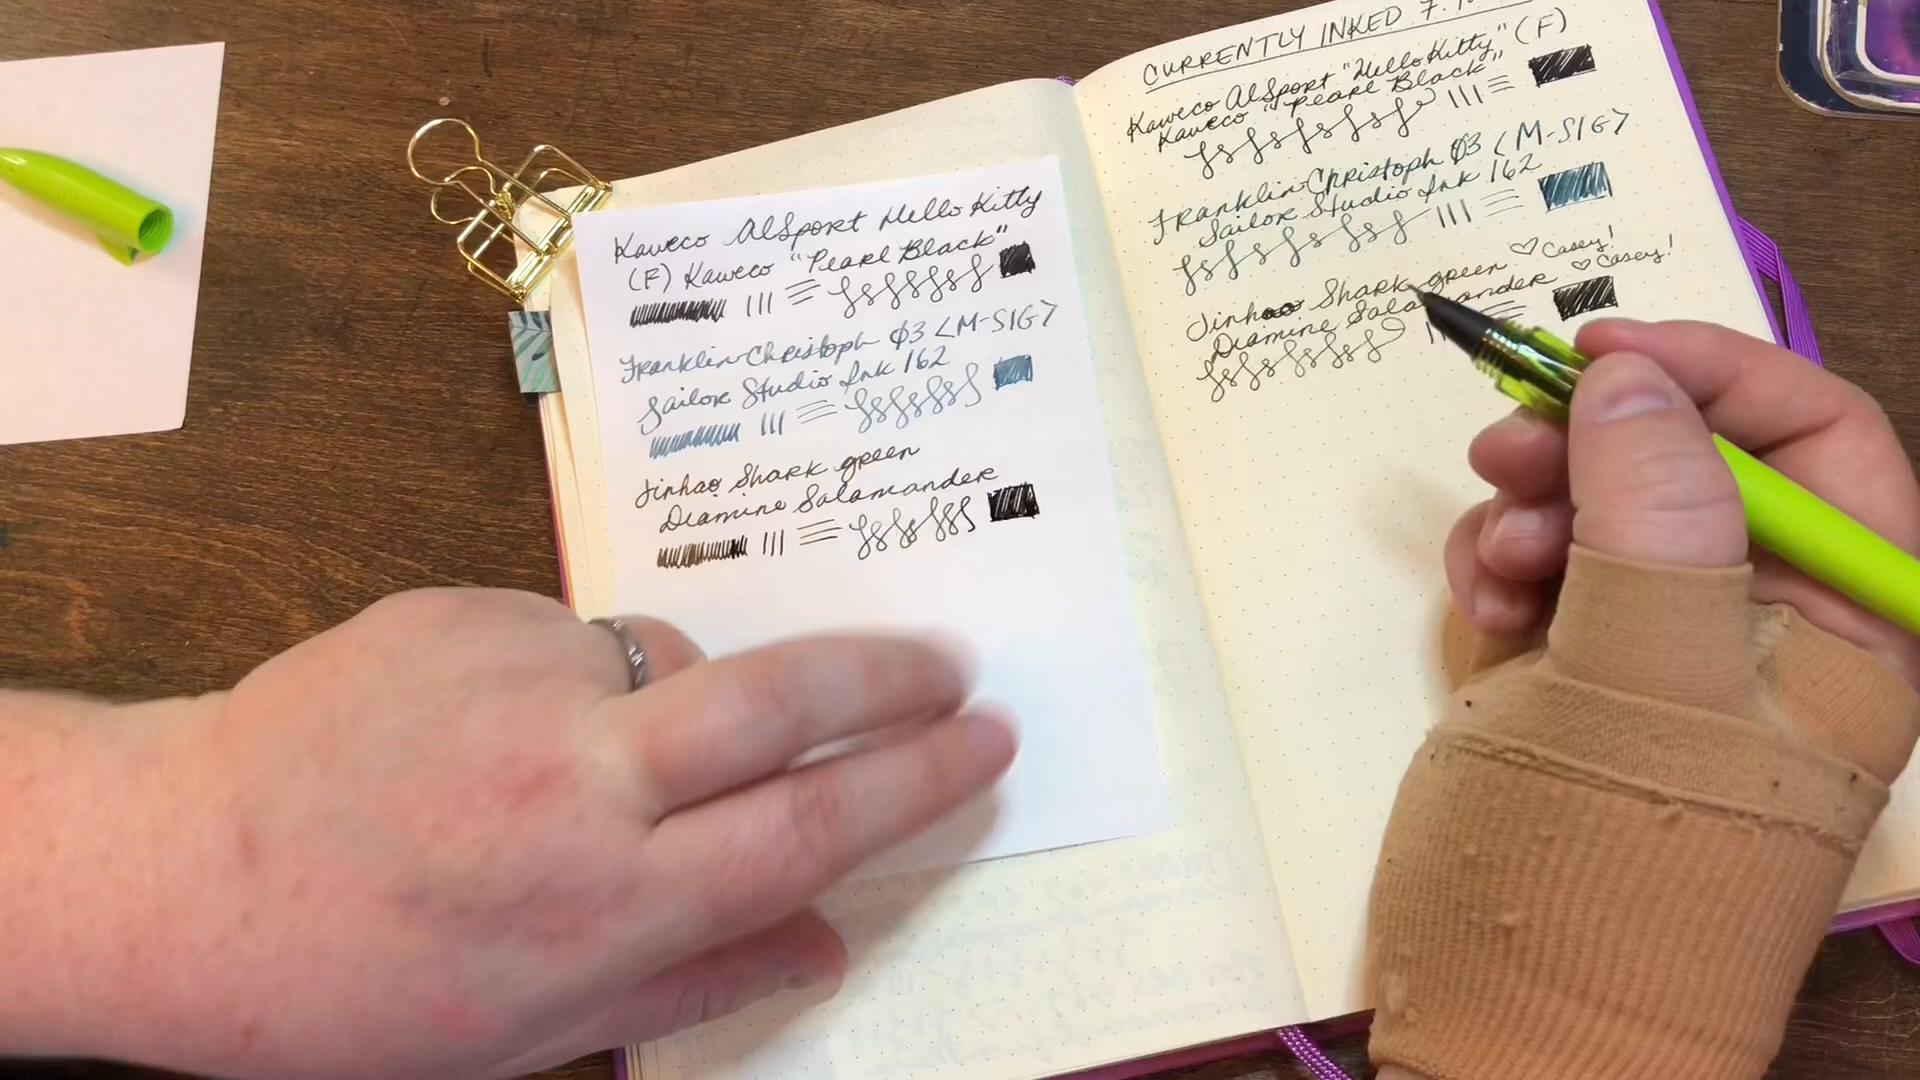 Kaweco AlSport Hello Kitty
(F) Kaweco "Pearl Black"
Franklin-Christoph 03 <M-SIG>
Sailor Studio Ink 162
Jinhao Shark green
Diamine Salamander
CURRENTLY INKED 7.
Kaweco AlSport "Hello Kitty" (F)
Kaweco "Pearl Black"
Franklin-Christoph 03 <M-SIG>
Sailor Studio Ink 162
Jinhao Shark green ♡ Casey!
Diamine Salamander ♡ Casey!